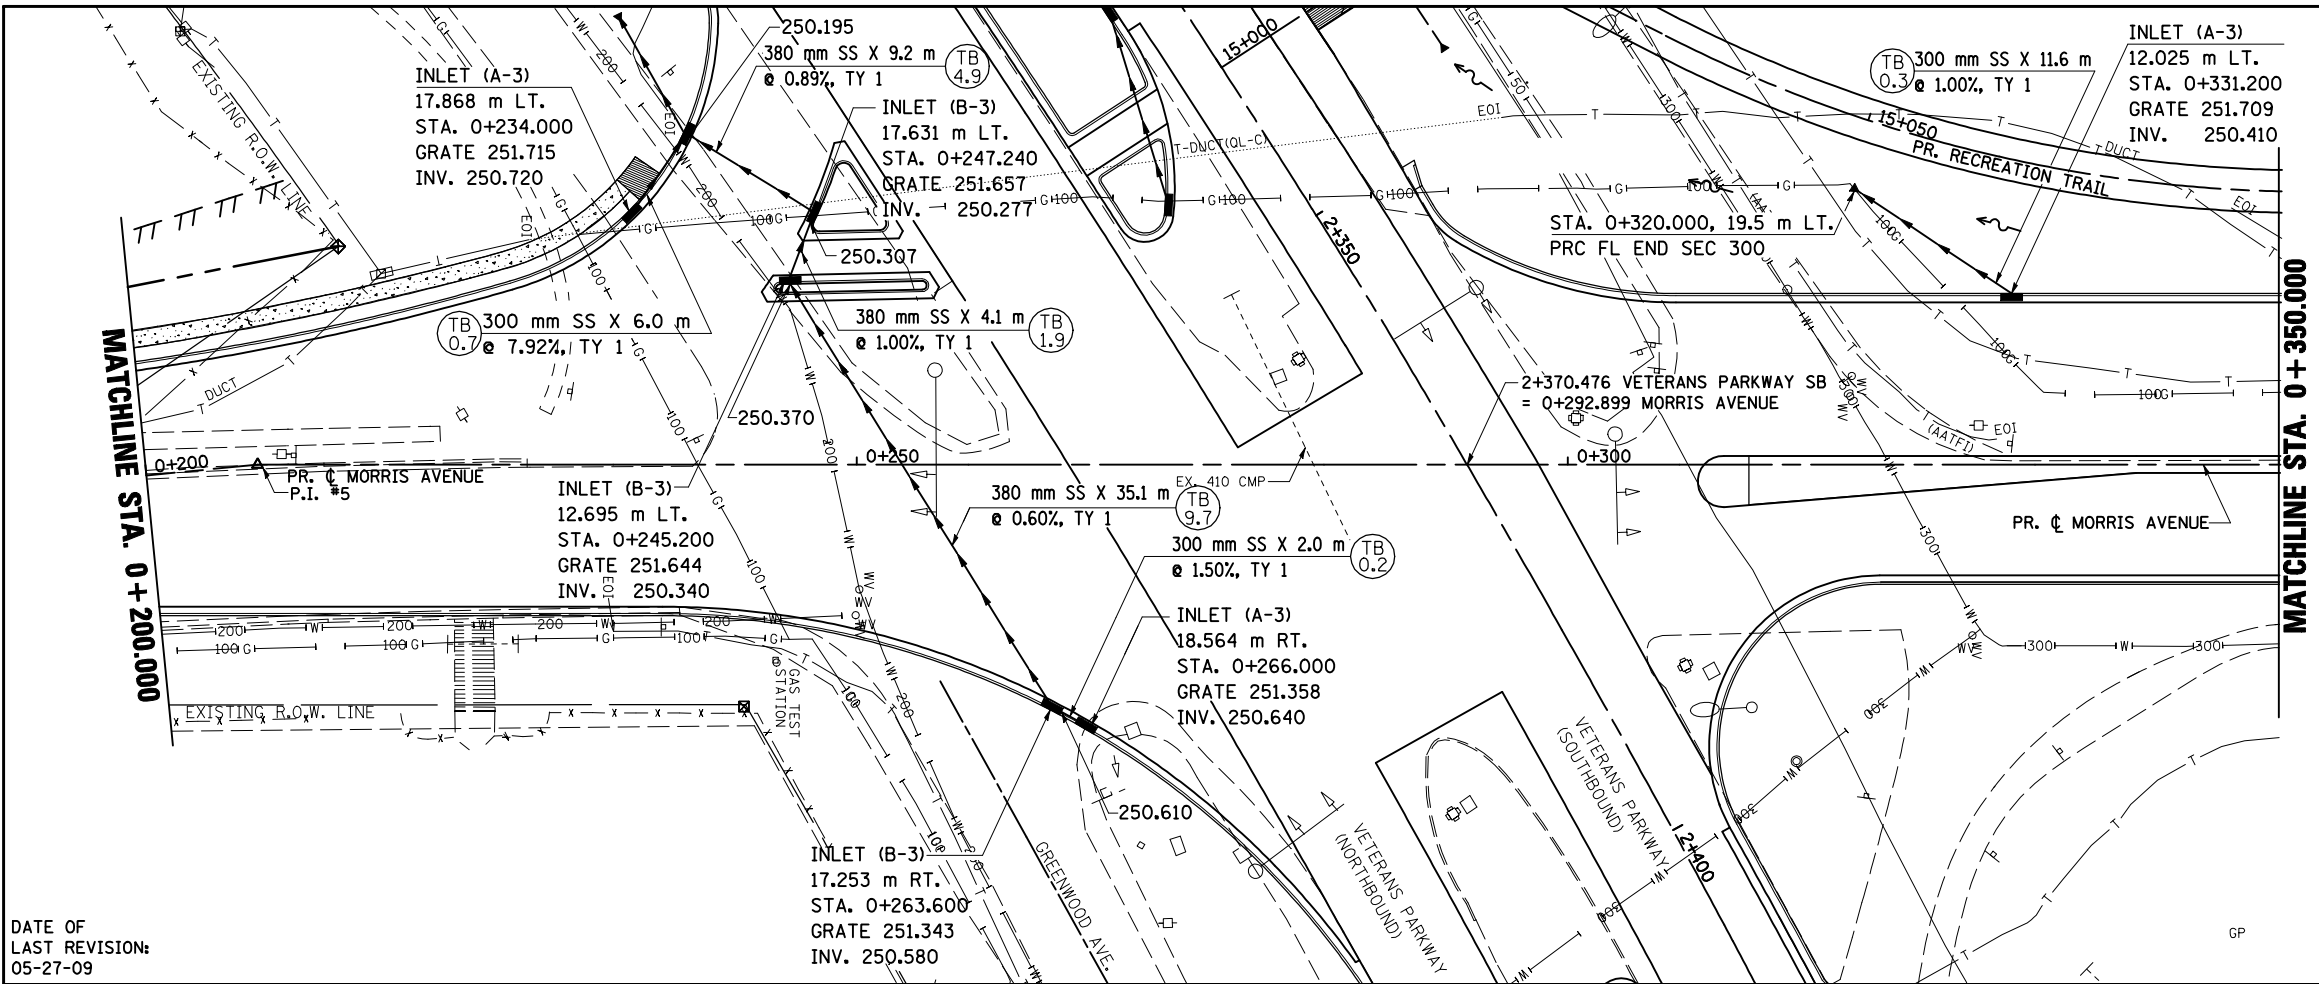 250.195
380 mm SS X 9.2 m
@ 0.89%, TY 1
TB
4.9
INLET (A-3)
17.868 m LT.
STA. 0+234.000
GRATE 251.715
INV. 250.720
INLET (B-3)
17.631 m LT.
STA. 0+247.240
GRATE 251.657
INV. 250.277
250.307
15+000
EXISTING R.O.W. LINE
T-DUCT(QL-C)
EOI
TB
0.3
300 mm SS X 11.6 m
@ 1.00%, TY 1
INLET (A-3)
12.025 m LT.
STA. 0+331.200
GRATE 251.709
INV. 250.410
15+050
PR. RECREATION TRAIL
DUCT
EOI
STA. 0+320.000, 19.5 m LT.
PRC FL END SEC 300
2+350
TB
0.7
300 mm SS X 6.0 m
@ 7.92%, TY 1
380 mm SS X 4.1 m
@ 1.00%, TY 1
TB
1.9
DUCT
250.370
2+370.476 VETERANS PARKWAY SB
= 0+292.899 MORRIS AVENUE
MATCHLINE STA. 0+200.000
MATCHLINE STA. 0+350.000
0+200
0+250
0+300
PR. ℄ MORRIS AVENUE
P.I. #5
EX. 410 CMP
(AATFI)
EOI
INLET (B-3)
12.695 m LT.
STA. 0+245.200
GRATE 251.644
INV. 250.340
380 mm SS X 35.1 m
@ 0.60%, TY 1
TB
9.7
300 mm SS X 2.0 m
@ 1.50%, TY 1
TB
0.2
PR. ℄ MORRIS AVENUE
INLET (A-3)
18.564 m RT.
STA. 0+266.000
GRATE 251.358
INV. 250.640
EXISTING R.O.W. LINE
GAS TEST
STATION
250.610
INLET (B-3)
17.253 m RT.
STA. 0+263.600
GRATE 251.343
INV. 250.580
GREENWOOD AVE.
VETERANS PARKWAY
(NORTHBOUND)
VETERANS PARKWAY
(SOUTHBOUND)
2+400
DATE OF
LAST REVISION:
05-27-09
GP